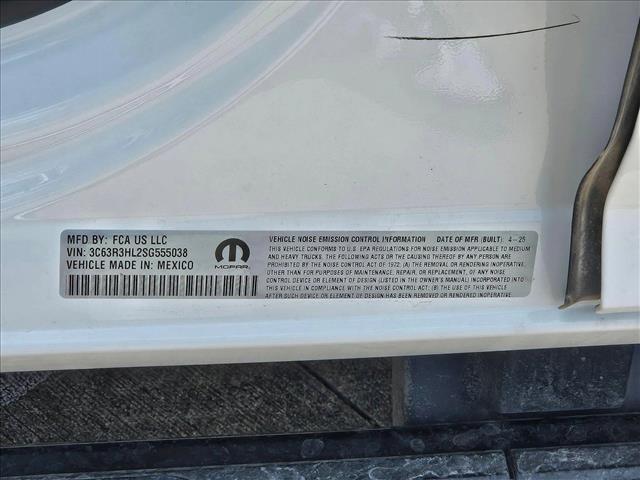 MFD BY: FCA US LLC
VIN: 3C63R3HL2SG555038
VEHICLE MADE IN: MEXICO
MOPAR
VEHICLE NOISE EMISSION CONTROL INFORMATION DATE OF MFR (BUILT): 4-25
THIS VEHICLE CONFORMS TO U.S. EPA REGULATIONS FOR NOISE EMISSION APPLICABLE TO MEDIUM
AND HEAVY TRUCKS. THE FOLLOWING ACTS OR THE CAUSING THEREOF BY ANY PERSON ARE
PROHIBITED BY THE NOISE CONTROL ACT OF 1972; (A) THE REMOVAL OR RENDERING INOPERATIVE,
OTHER THAN FOR PURPOSES OF MAINTENANCE, REPAIR, OR REPLACEMENT, OF ANY NOISE CONTROL
DEVICE OR ELEMENT OF DESIGN (LISTED IN THE OWNER'S MANUAL) INCORPORATED INTO
THIS VEHICLE IN COMPLIANCE WITH THE NOISE CONTROL ACT; (B) THE USE OF THIS VEHICLE
AFTER SUCH DEVICE OR ELEMENT OF DESIGN HAS BEEN REMOVED OR RENDERED INOPERATIVE.